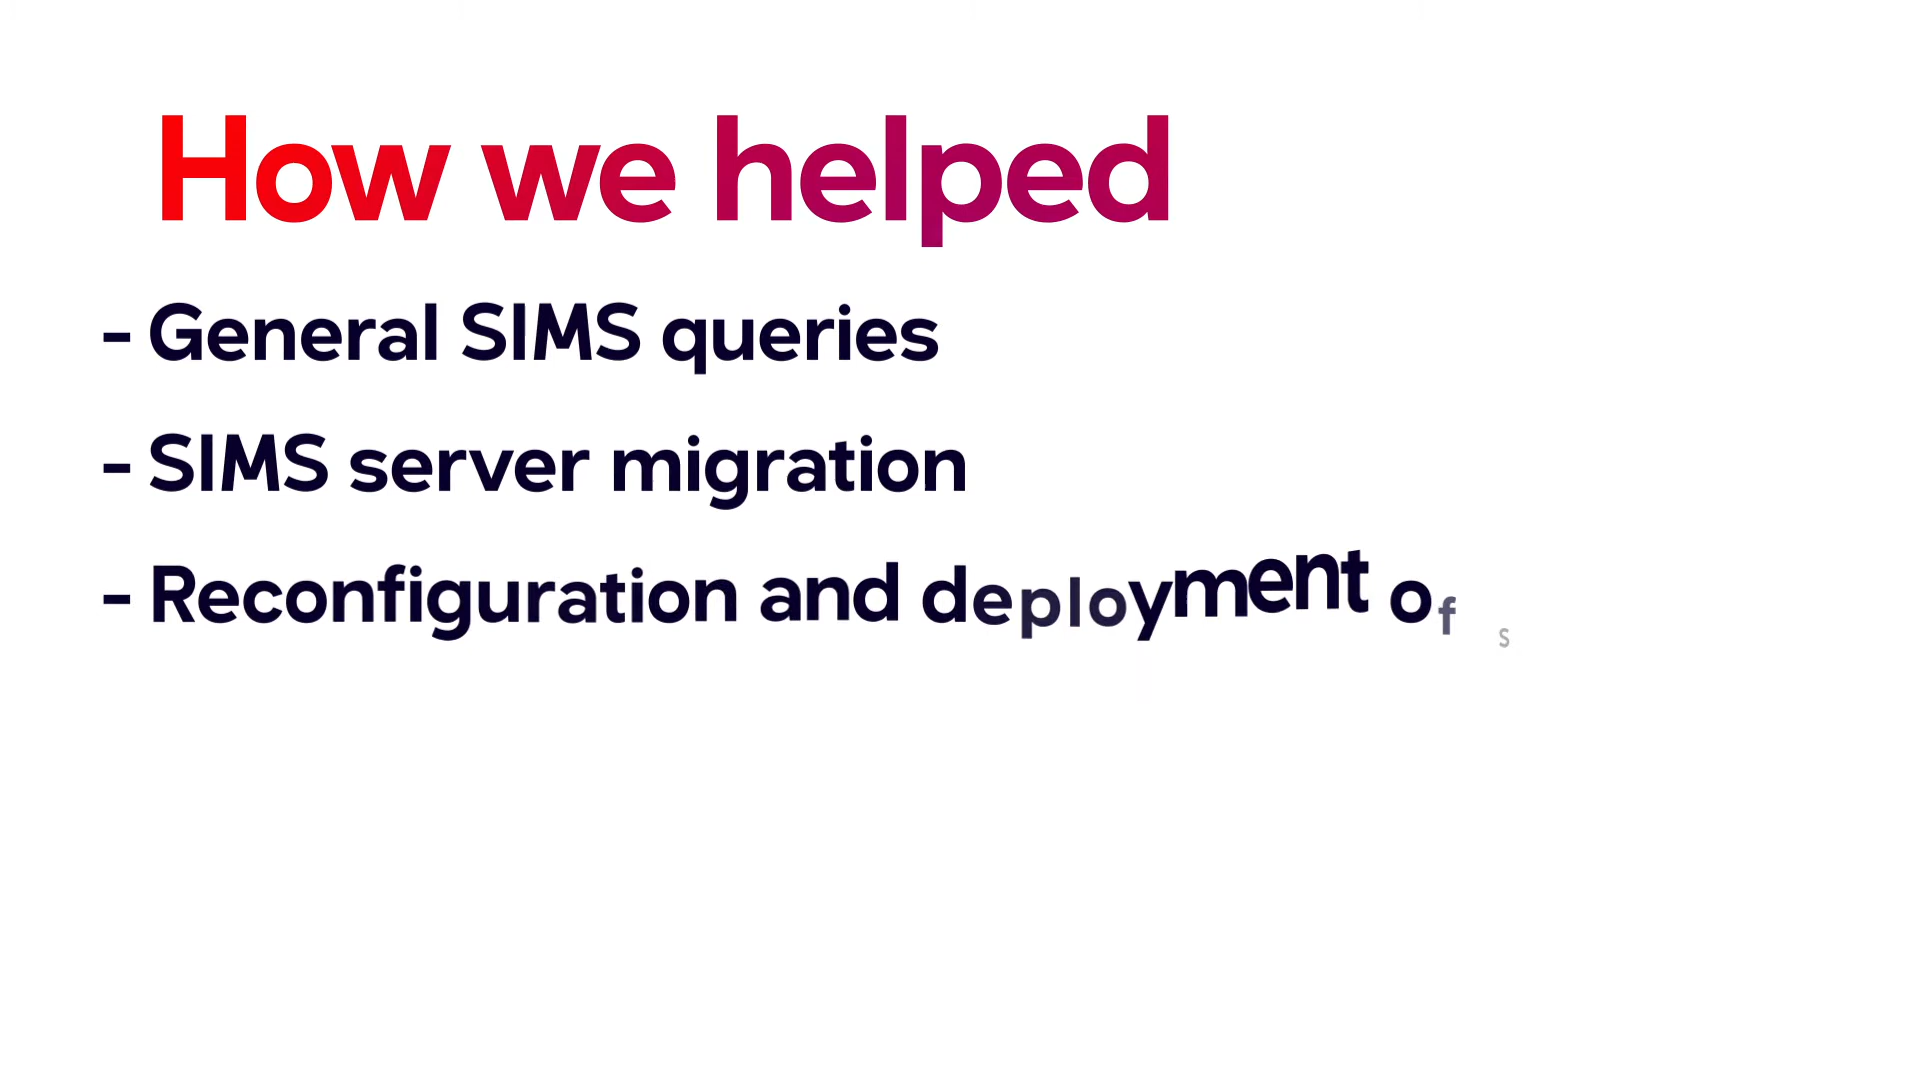 How we helped
- General SIMS queries
- SIMS server migration
- Reconfiguration and deployment of s